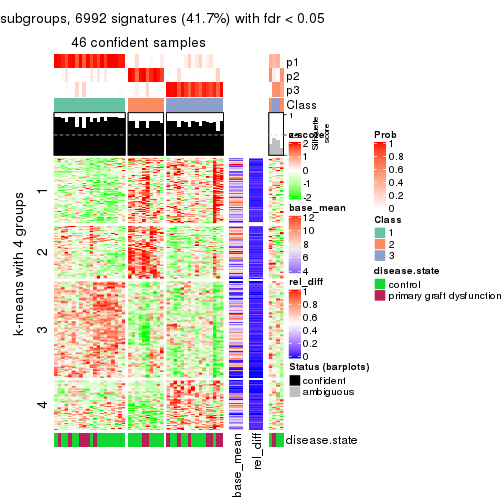 subgroups, 6992 signatures (41.7%) with fdr < 0.05
46 confident samples
p1
p2
p3
Class
1
Silhouette
score
z-score
2
1
0
-1
-2
base_mean
12
10
8
6
4
rel_diff
1
0.8
0.6
0.4
0.2
0
Status (barplots)
confident
ambiguous
Prob
1
0.8
0.6
0.4
0.2
0
Class
1
2
3
disease.state
control
primary graft dysfunction
k-means with 4 groups
1
2
3
4
disease.state
base_mean
rel_diff